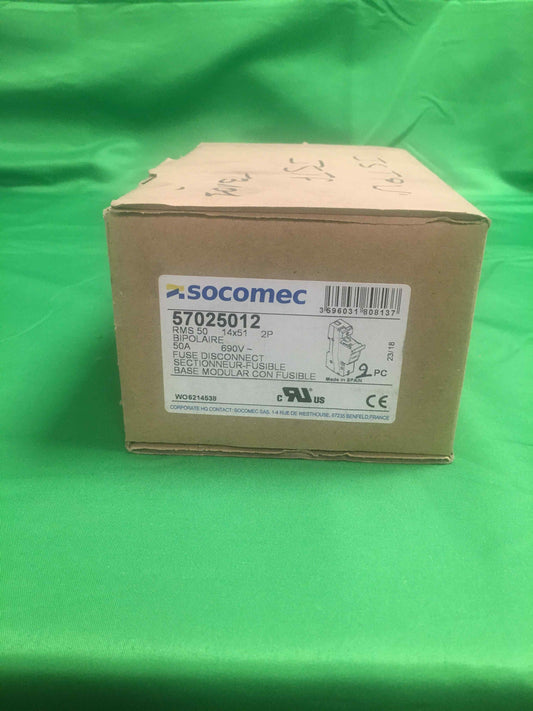 socomec
3 596031 808137
57025012
RMS 50 14x51 2P
BIPOLAIRE
50A 690V ~
FUSE DISCONNECT
SECTIONNEUR-FUSIBLE
BASE MODULAR CON FUSIBLE
23/18
2 PC
Made in SPAIN
WO6214538
c US
CE
CORPORATE HQ CONTACT: SOCOMEC SAS, 1-4 RUE DE WESTHOUSE, 67235 BENFELD, FRANCE